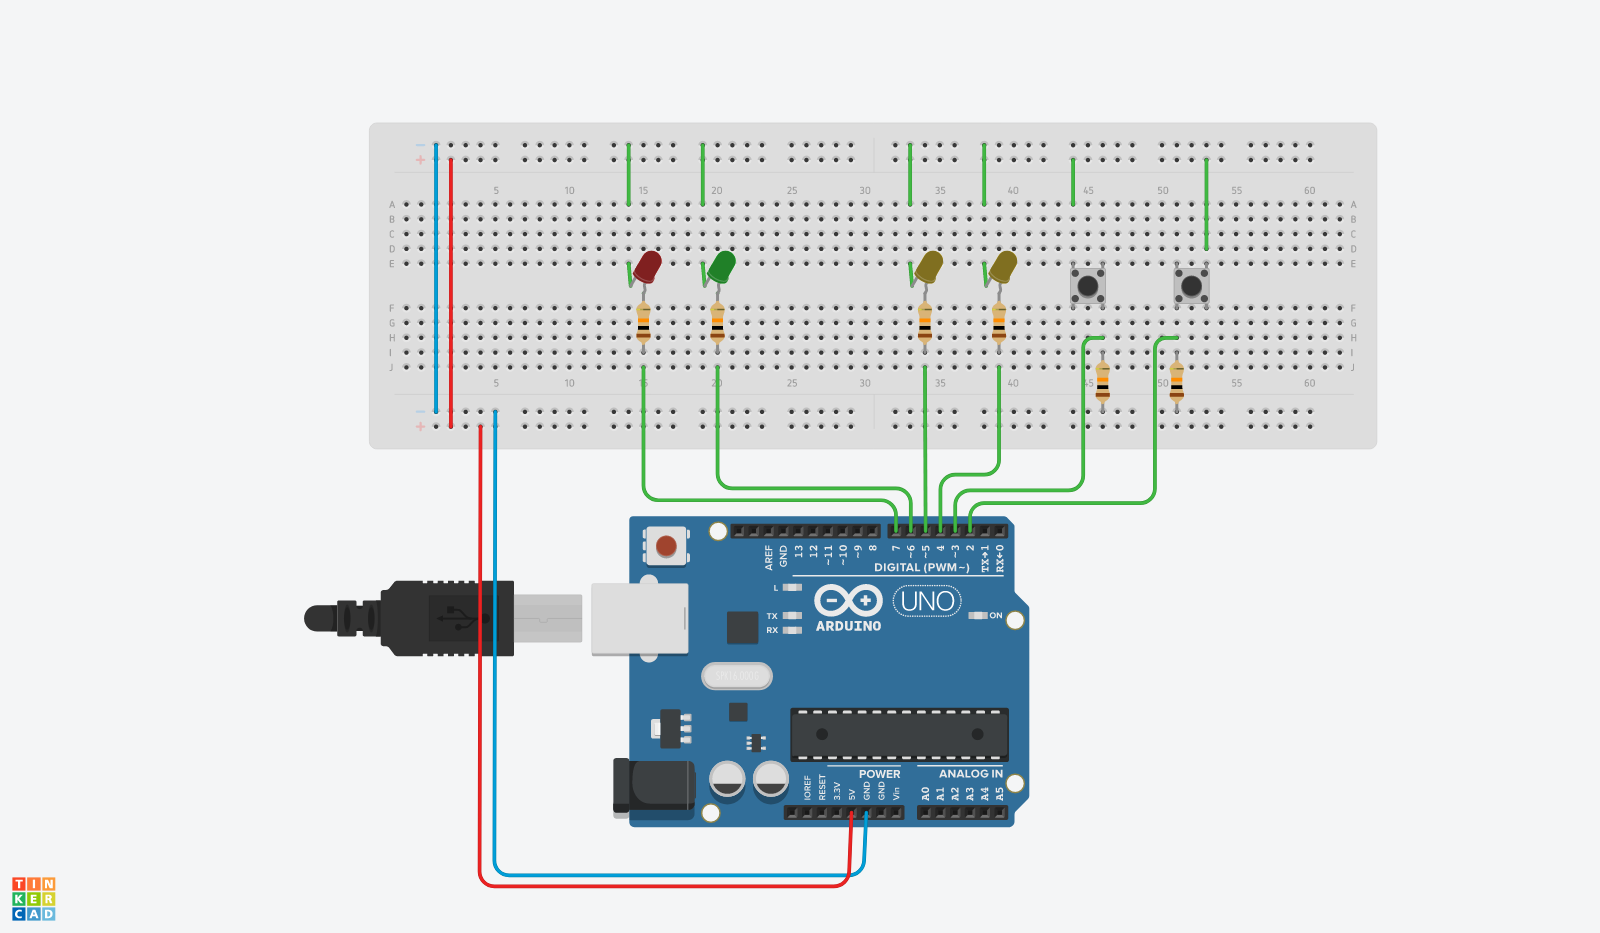 − −
+ +
5 10 15 20 25 30 35 40 45 50 55 60
A A
B B
C C
D D
E E
F F
G G
H H
I I
J J
5 10 15 20 25 30 35 40 45 50 55 60
−
+
AREF GND 13 12 ~11 ~10 ~9 8 7 ~6 ~5 4 ~3 2 TX→1 RX←0
DIGITAL (PWM ~)
L
TX
RX
UNO
ON
ARDUINO
POWER
ANALOG IN
IOREF RESET 3.3V 5V GND GND Vin A0 A1 A2 A3 A4 A5
TIN
KER
CAD